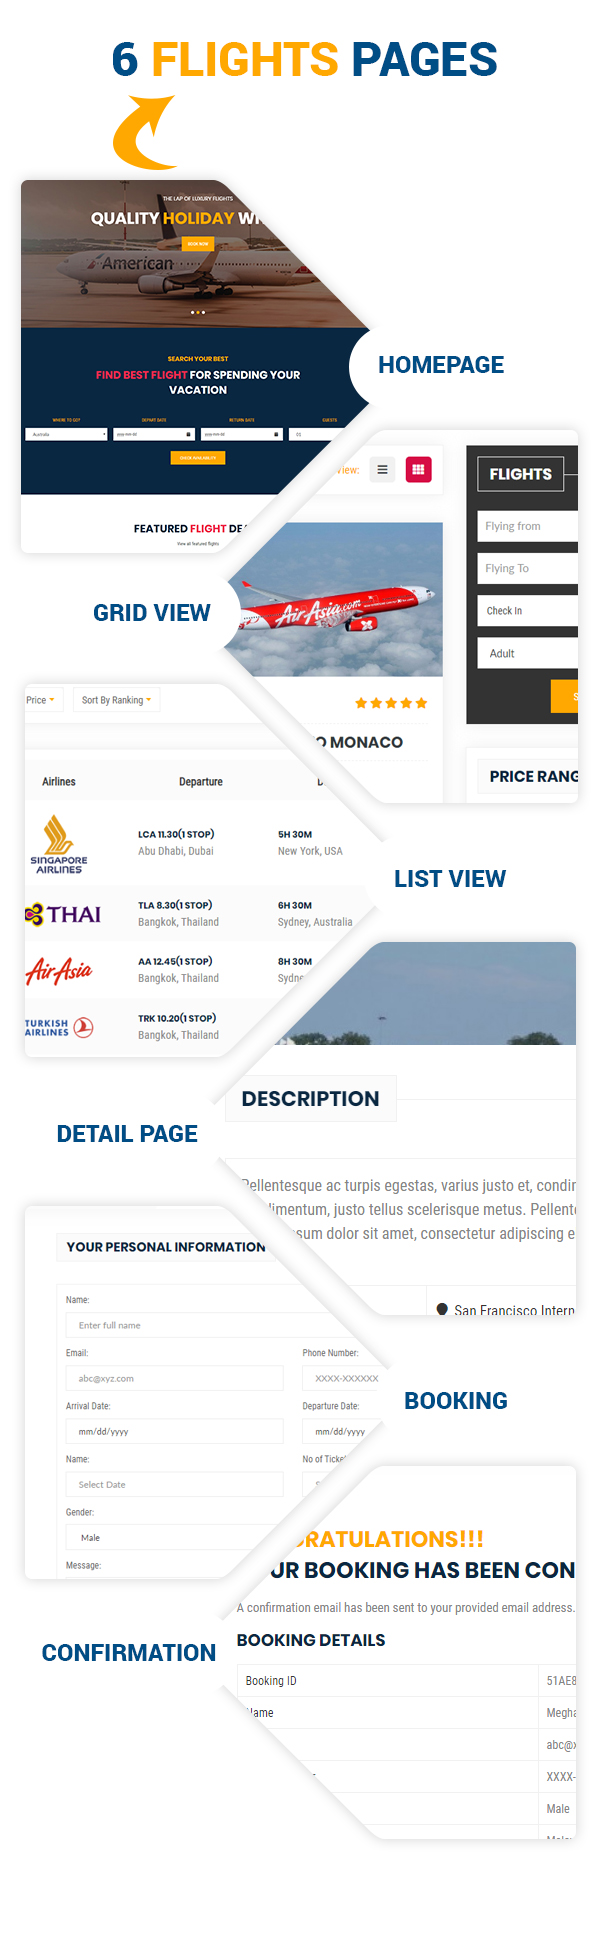 6 FLIGHTS PAGES
THE LAP OF LUXURY FLIGHTS
QUALITY HOLIDAY
BOOK NOW
American
SEARCH YOUR BEST
FIND BEST FLIGHT FOR SPENDING YOUR
VACATION
WHERE TO GO?
DEPART DATE
RETURN DATE
GUESTS
Australia
yyyy-mm-dd
yyyy-mm-dd
01
CHECK AVAILABILITY
FEATURED FLIGHT
View all featured flights
HOMEPAGE
View:
FLIGHTS
Flying from
Flying To
Check In
Adult
AirAsia.com
MONACO
PRICE RANG
GRID VIEW
Price
Sort By Ranking
Airlines
Departure
SINGAPORE
AIRLINES
LCA 11.30(1 STOP)
5H 30M
Abu Dhabi, Dubai
New York, USA
THAI
TLA 8.30(1 STOP)
6H 30M
Bangkok, Thailand
Sydney, Australia
AirAsia
AA 12.45(1 STOP)
8H 30M
Bangkok, Thailand
Sydne
TURKISH
AIRLINES
TRK 10.20(1 STOP)
Bangkok, Thailand
LIST VIEW
DESCRIPTION
Pellentesque ac turpis egestas, varius justo et, condir
limentum, justo tellus scelerisque metus. Pellente
sum dolor sit amet, consectetur adipiscing e
San Francisco Intern
DETAIL PAGE
YOUR PERSONAL INFORMATION
Name:
Enter full name
Email:
Phone Number:
abc@xyz.com
XXXX-XXXXXX
Arrival Date:
Departure Date:
mm/dd/yyyy
mm/dd/yyyy
Name:
No of Ticket
Select Date
Gender:
Male
Message:
BOOKING
RATULATIONS!!!
UR BOOKING HAS BEEN CON
A confirmation email has been sent to your provided email address.
BOOKING DETAILS
Booking ID
51AE8
Name
Megha
abc@x
XXXX-
Male
CONFIRMATION